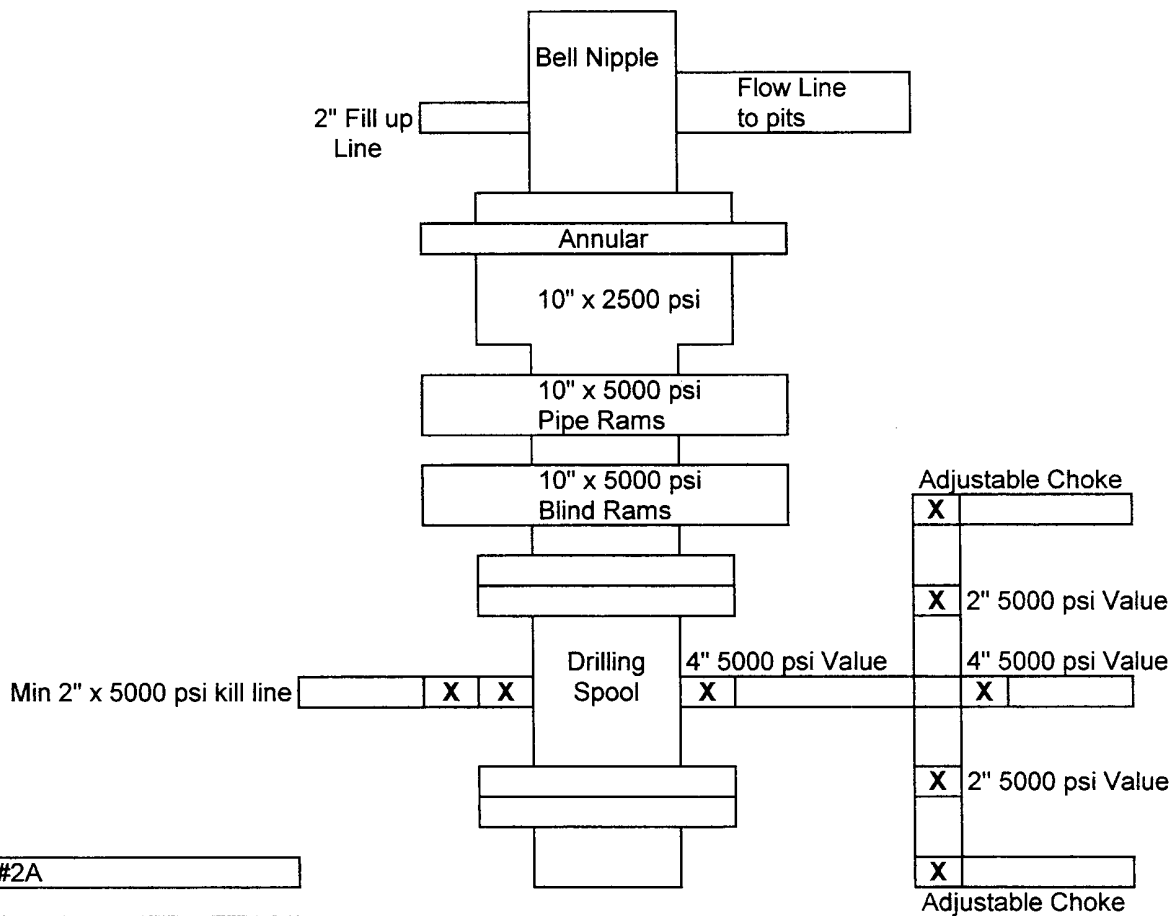 Bell Nipple
Flow Line
to pits
2" Fill up
Line
Annular
10" x 2500 psi
10" x 5000 psi
Pipe Rams
10" x 5000 psi
Blind Rams
Adjustable Choke
X
X 2" 5000 psi Value
Drilling
Spool
4" 5000 psi Value
4" 5000 psi Value
Min 2" x 5000 psi kill line
X X
X
X
X 2" 5000 psi Value
#2A
X
Adjustable Choke